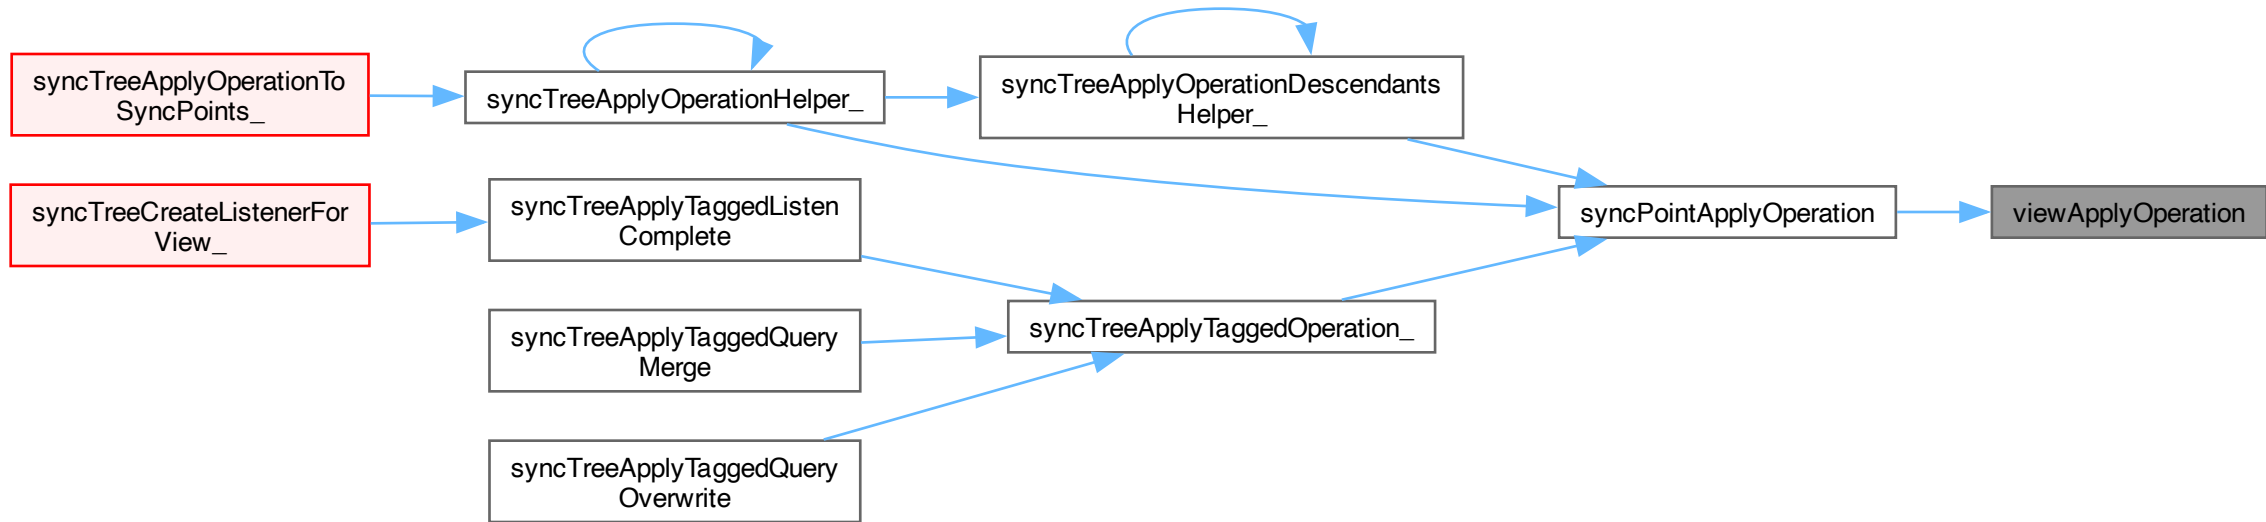 syncTreeApplyOperationTo
SyncPoints_
syncTreeApplyOperationHelper_
syncTreeApplyOperationDescendants
Helper_
syncTreeCreateListenerFor
View_
syncTreeApplyTaggedListen
Complete
syncPointApplyOperation
viewApplyOperation
syncTreeApplyTaggedQuery
Merge
syncTreeApplyTaggedOperation_
syncTreeApplyTaggedQuery
Overwrite